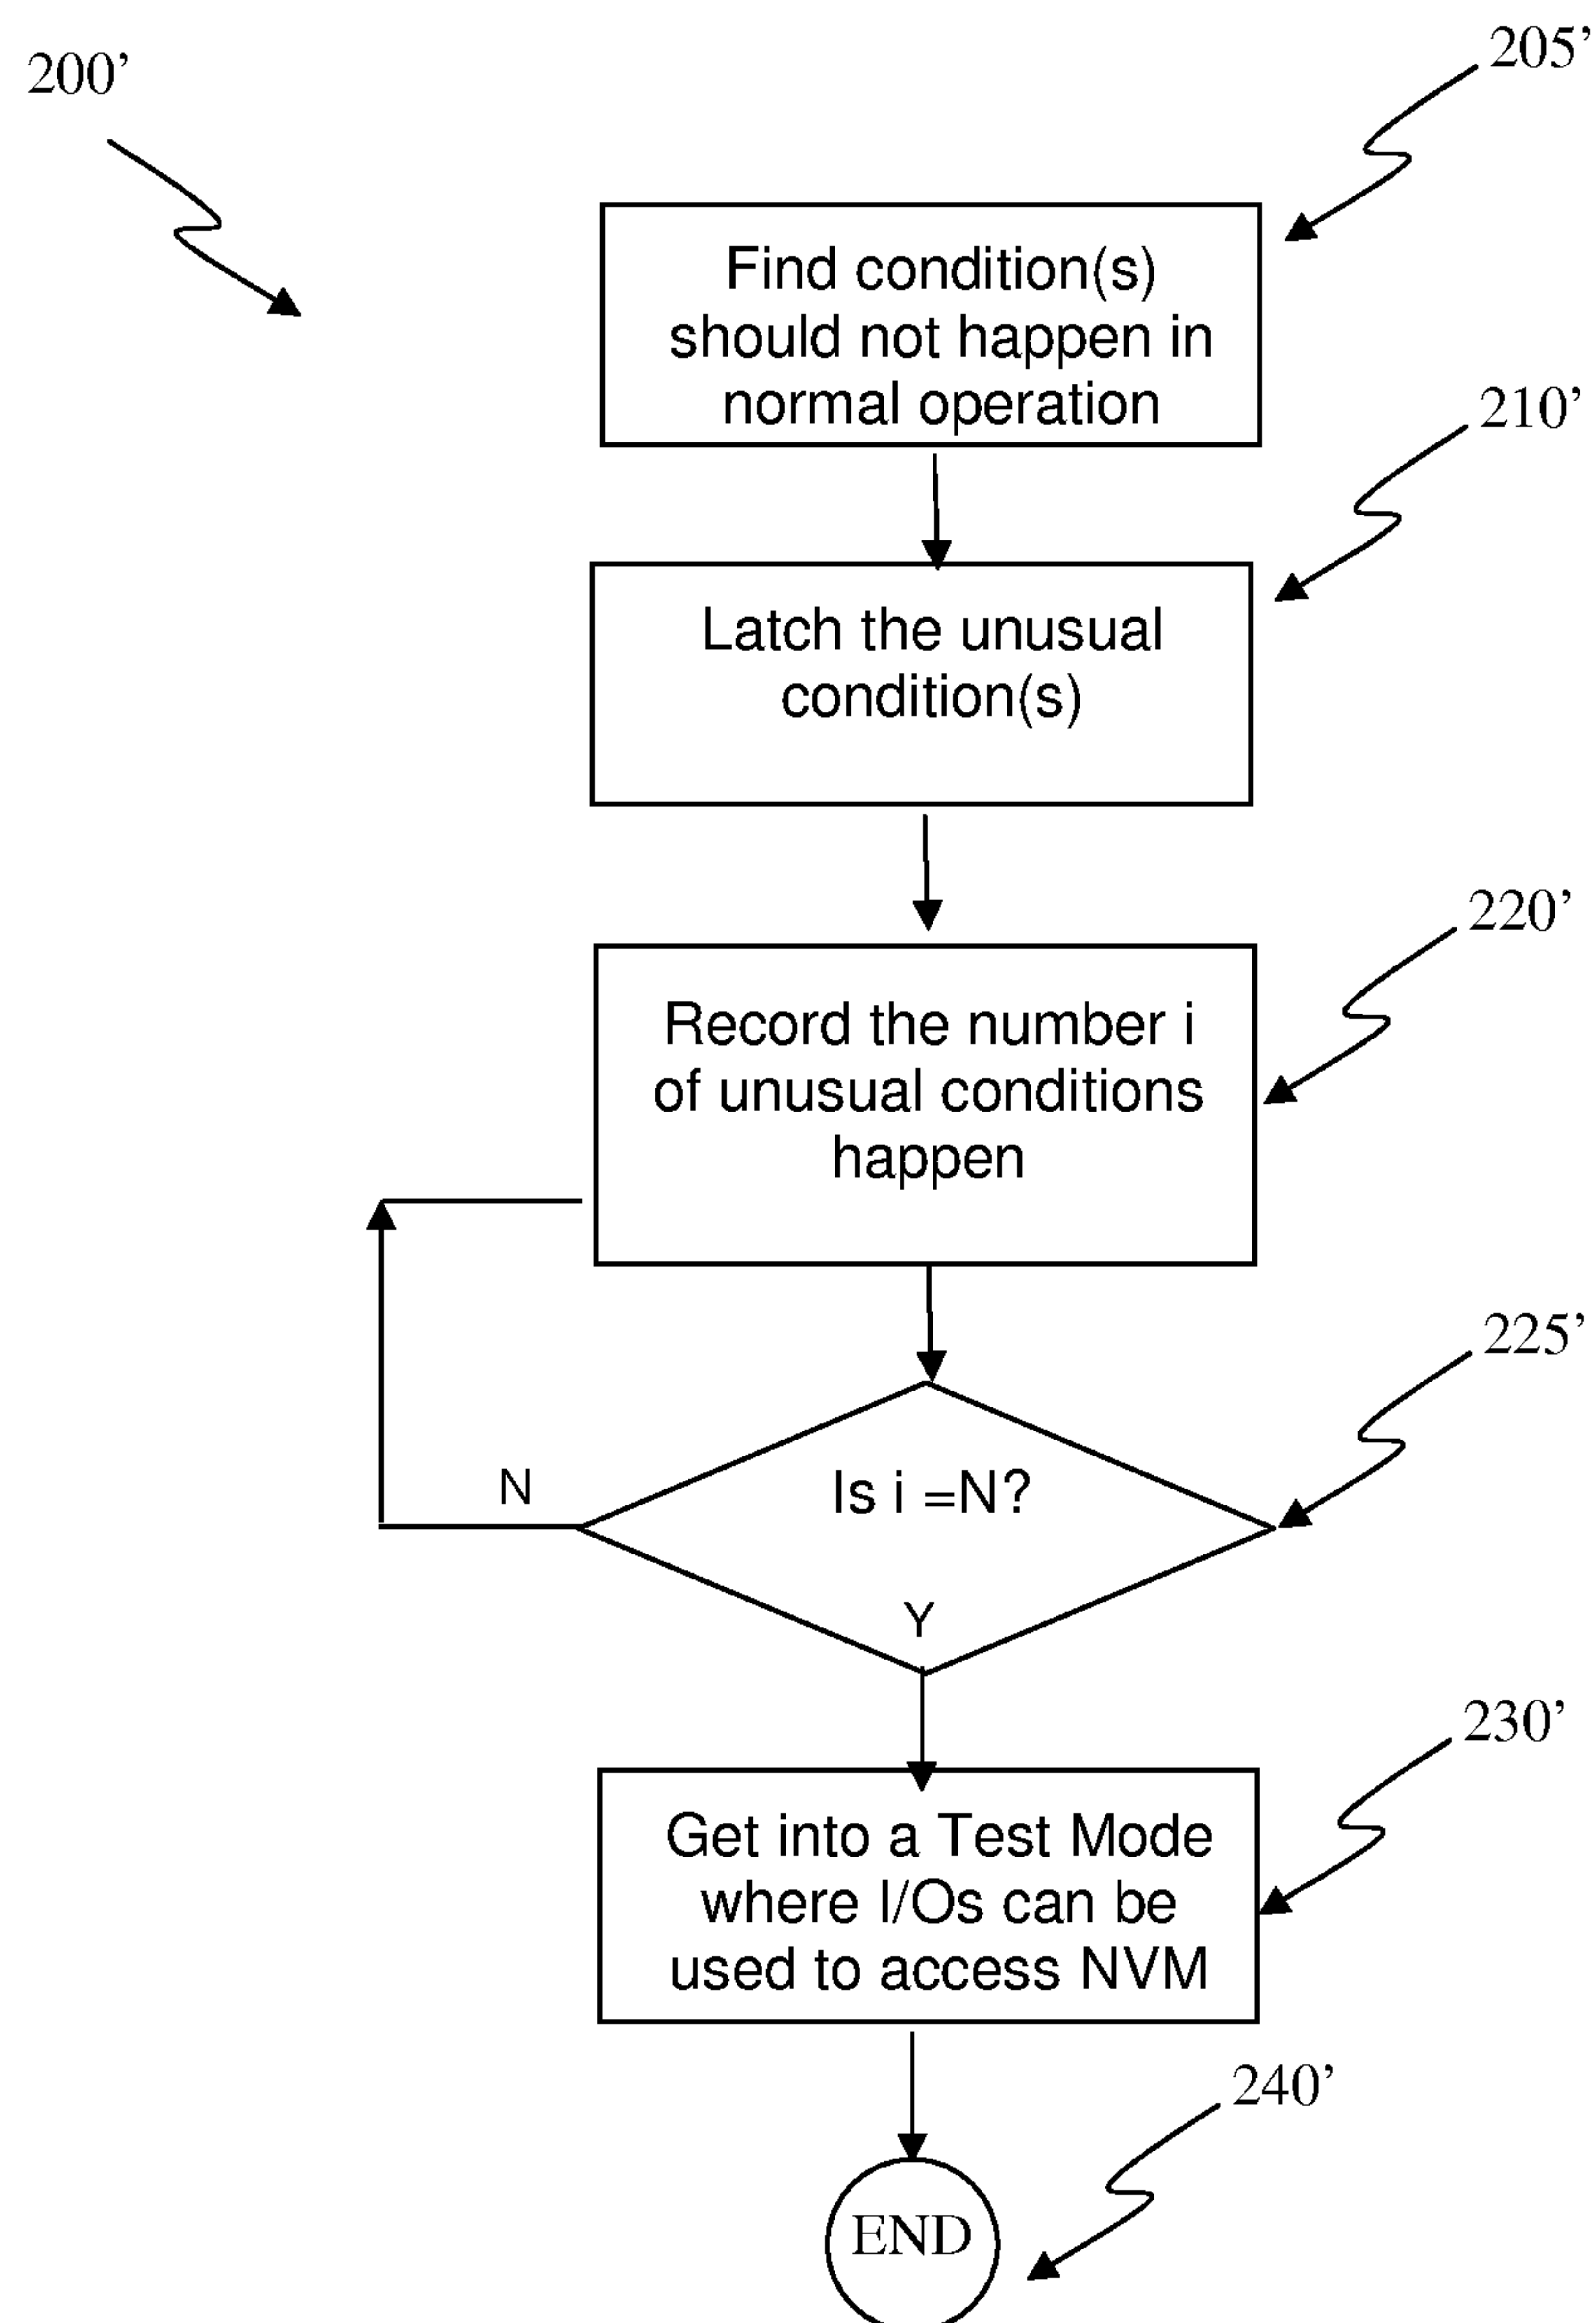 200’
205’
Find condition(s)
should not happen in
normal operation
210’
Latch the unusual
condition(s)
220’
Record the number i
of unusual conditions
happen
225’
Is i =N?
N
Y
230’
Get into a Test Mode
where I/Os can be
used to access NVM
240’
END